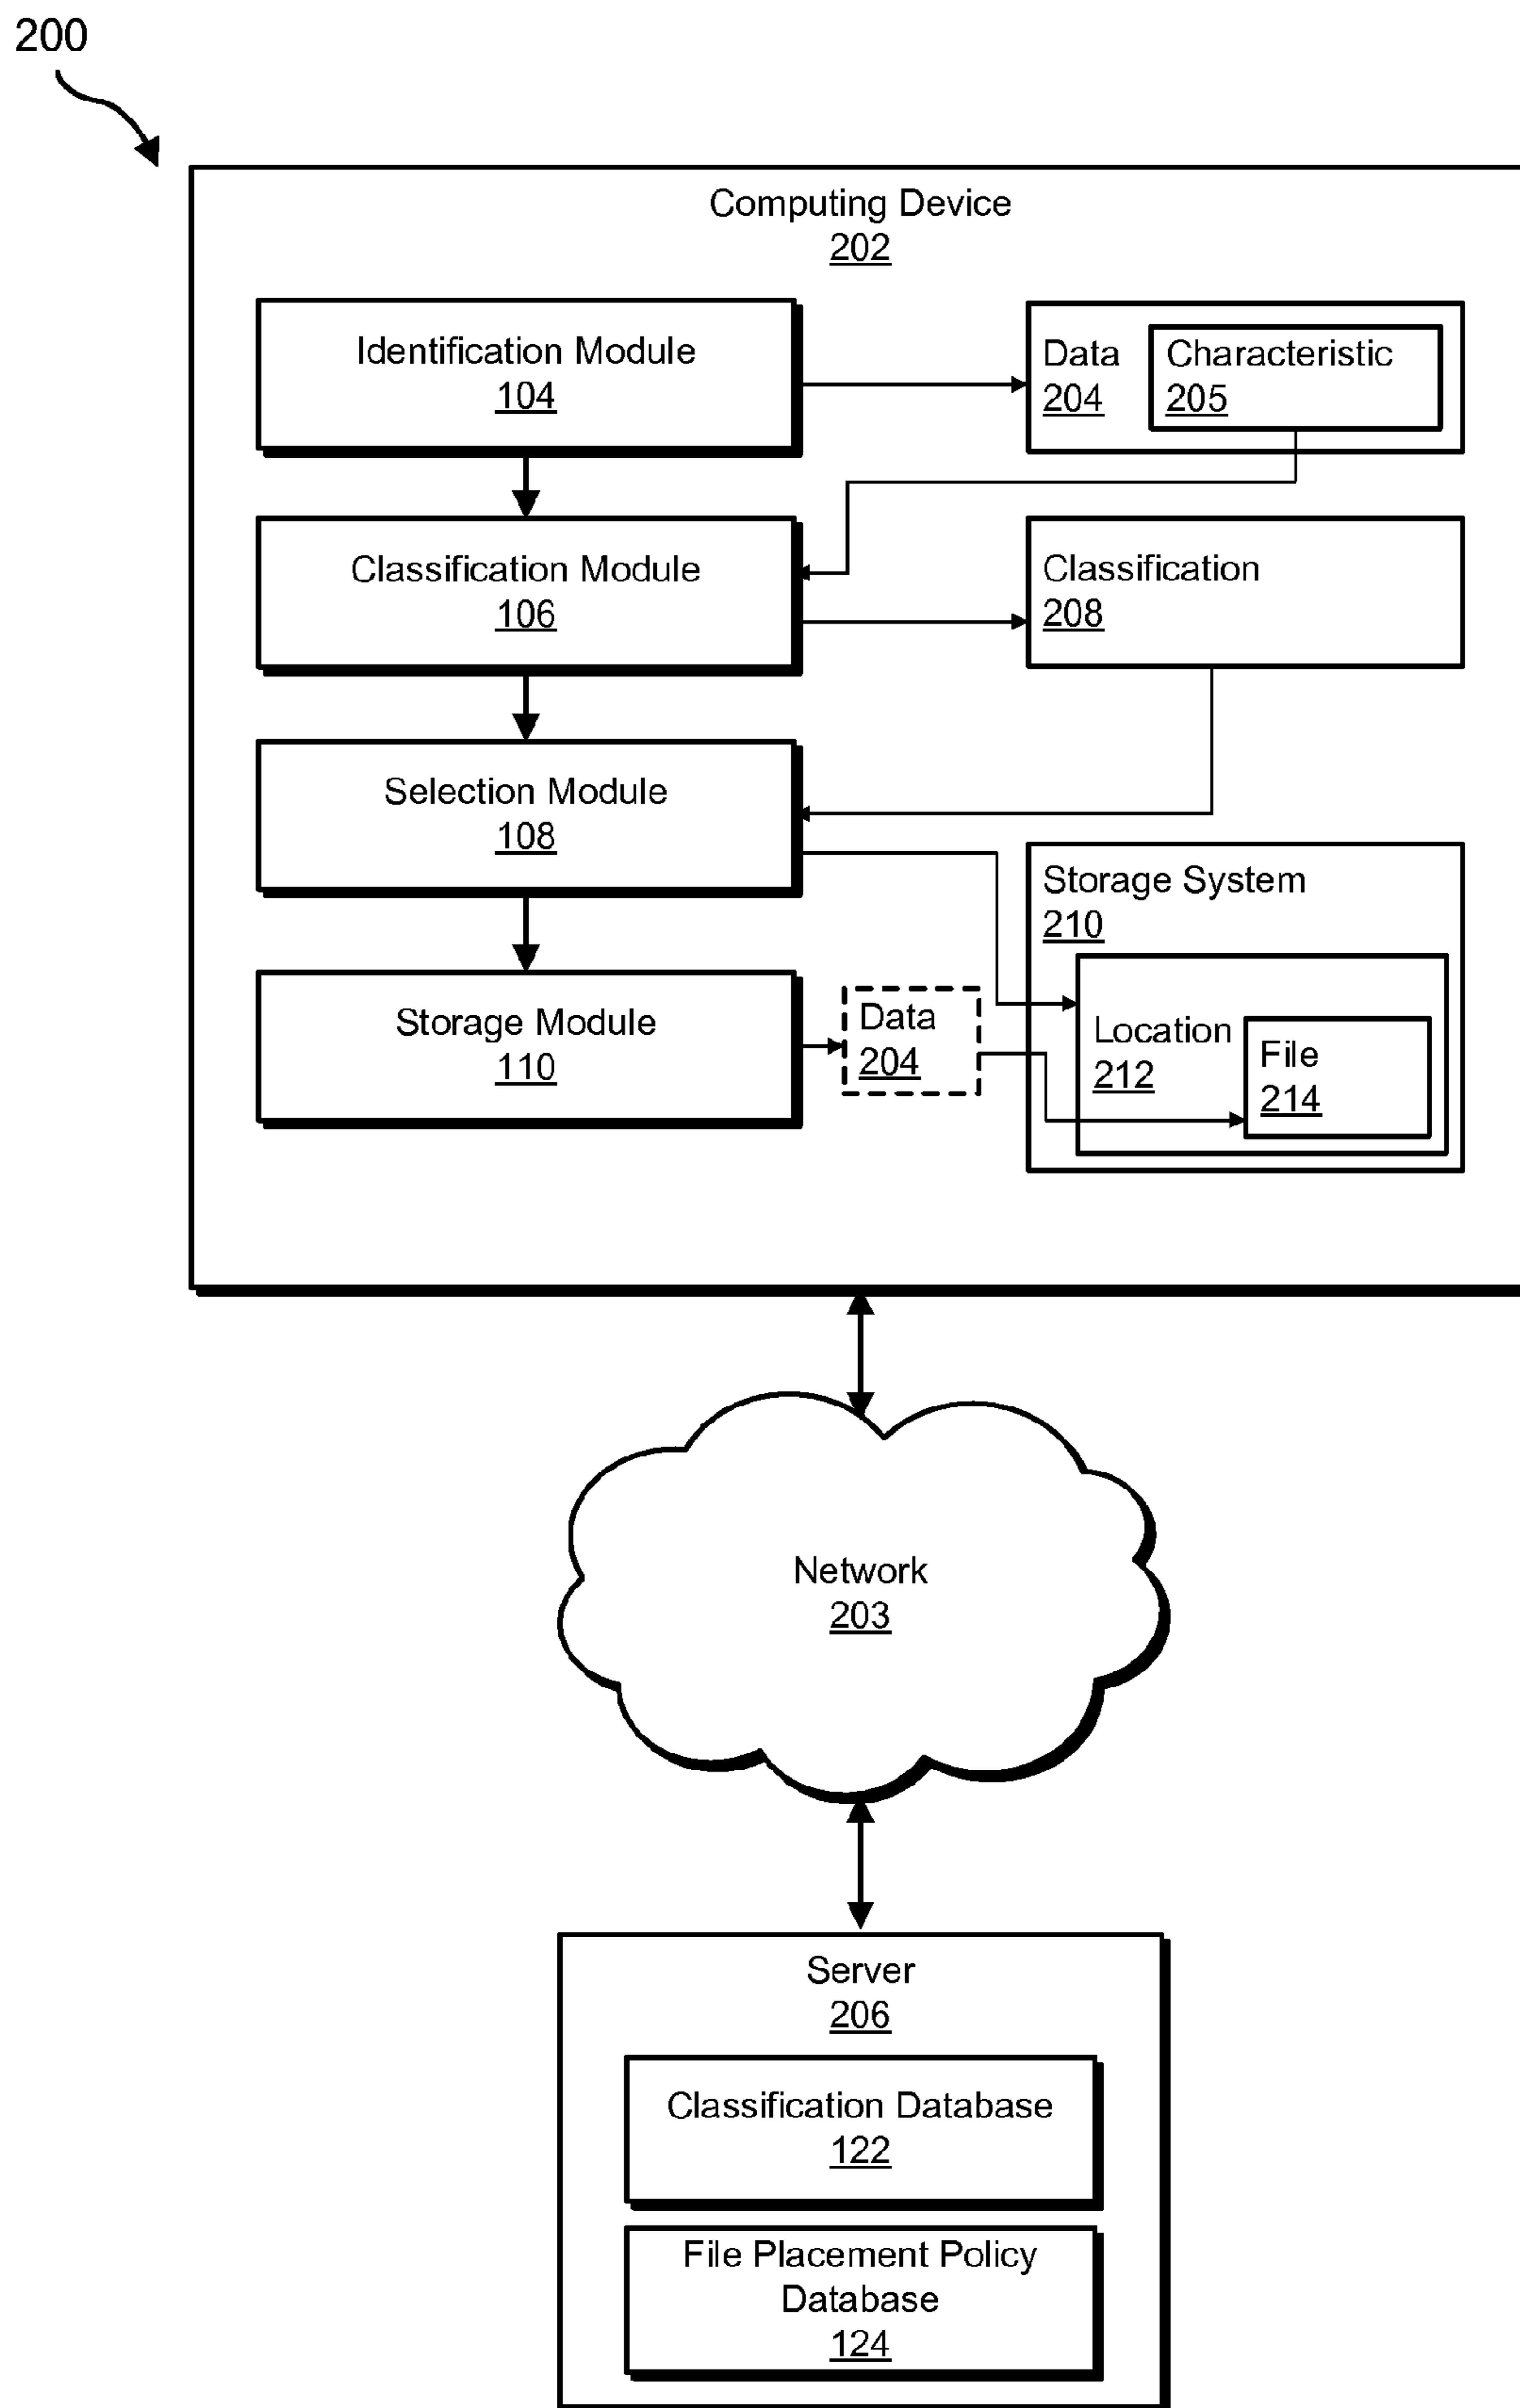 200
Computing Device
202
Identification Module
104
Data
204
Characteristic
205
Classification Module
106
Classification
208
Selection Module
108
Storage System
210
Storage Module
110
Data
204
Location
212
File
214
Network
203
Server
206
Classification Database
122
File Placement Policy
Database
124